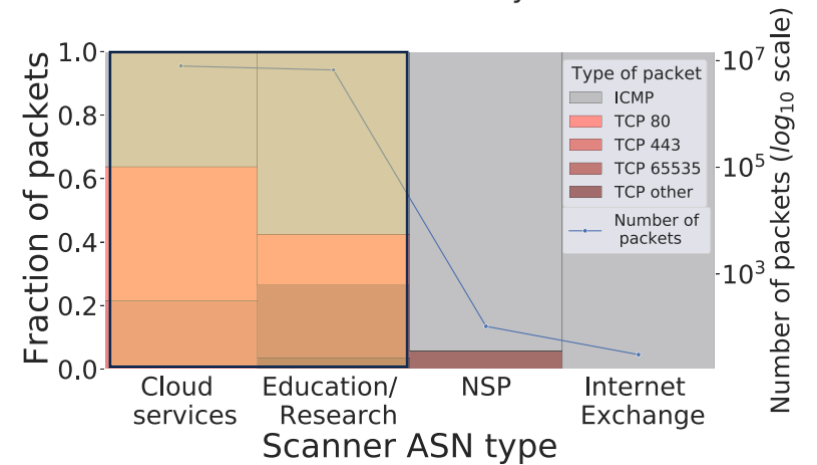 Fraction of packets
1.0
0.8
0.6
0.4
0.2
0.0
Type of packet
ICMP
TCP 80
TCP 443
TCP 65535
TCP other
Number of
packets
10⁷
10⁵
10³
Number of packets (log₁₀ scale)
Cloud
services
Education/
Research
NSP
Internet
Exchange
Scanner ASN type